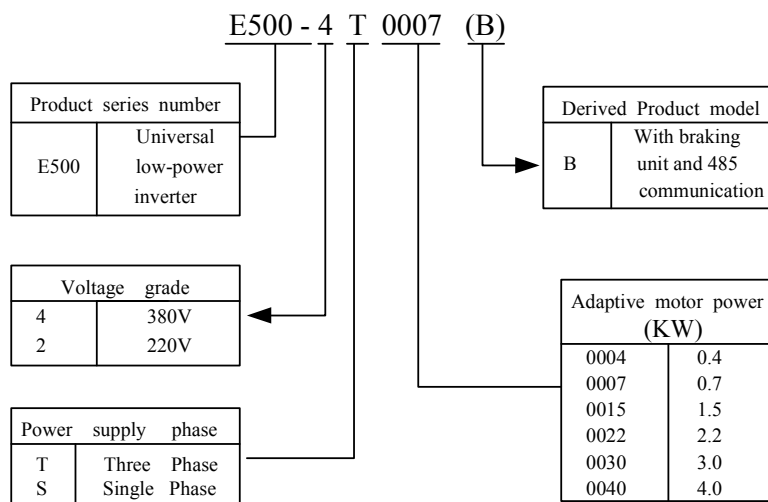 E500 - 4 T 0007 (B)
Product series number
E500 Universal
low-power
inverter
Derived Product model
B With braking
unit and 485
communication
Voltage grade
4 380V
2 220V
Adaptive motor power
(KW)
0004 0.4
0007 0.7
0015 1.5
0022 2.2
0030 3.0
0040 4.0
Power supply phase
T Three Phase
S Single Phase